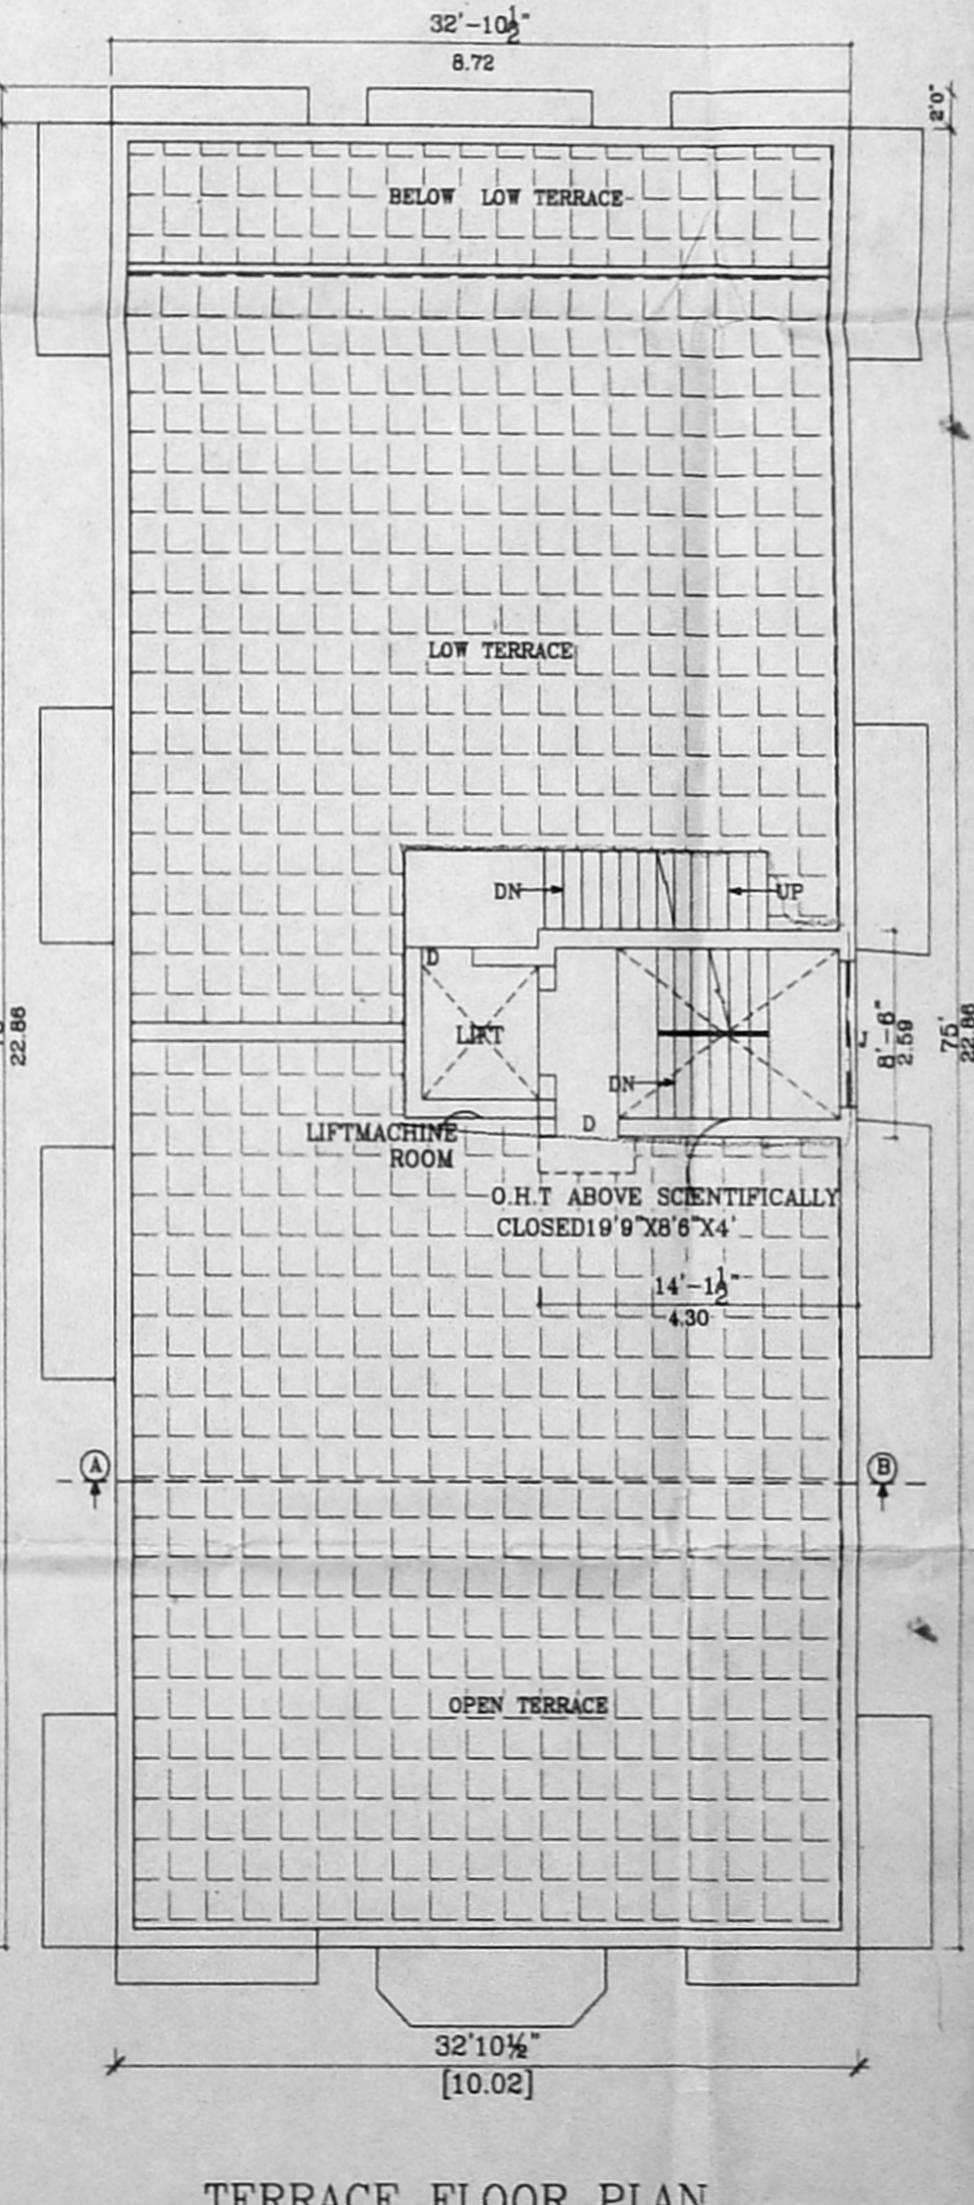 32'-10½"
8.72
2'0"
BELOW LOW TERRACE
LOW TERRACE
DN
UP
D
LIFT
DN
J
8'-6"
2.59
75'
22.86
22.86
D
LIFTMACHINE
ROOM
O.H.T ABOVE SCIENTIFICALLY
CLOSED19'9"X8'6"X4'
14'-1½"
4.30
A
B
OPEN TERRACE
32'10½"
[10.02]
TERRACE FLOOR PLAN